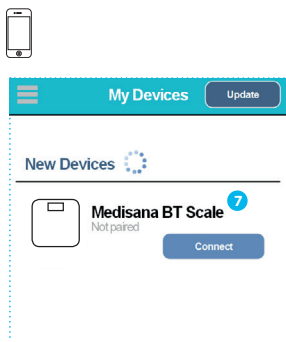 My Devices Update
New Devices
Medisana BT Scale 7
Not paired
Connect